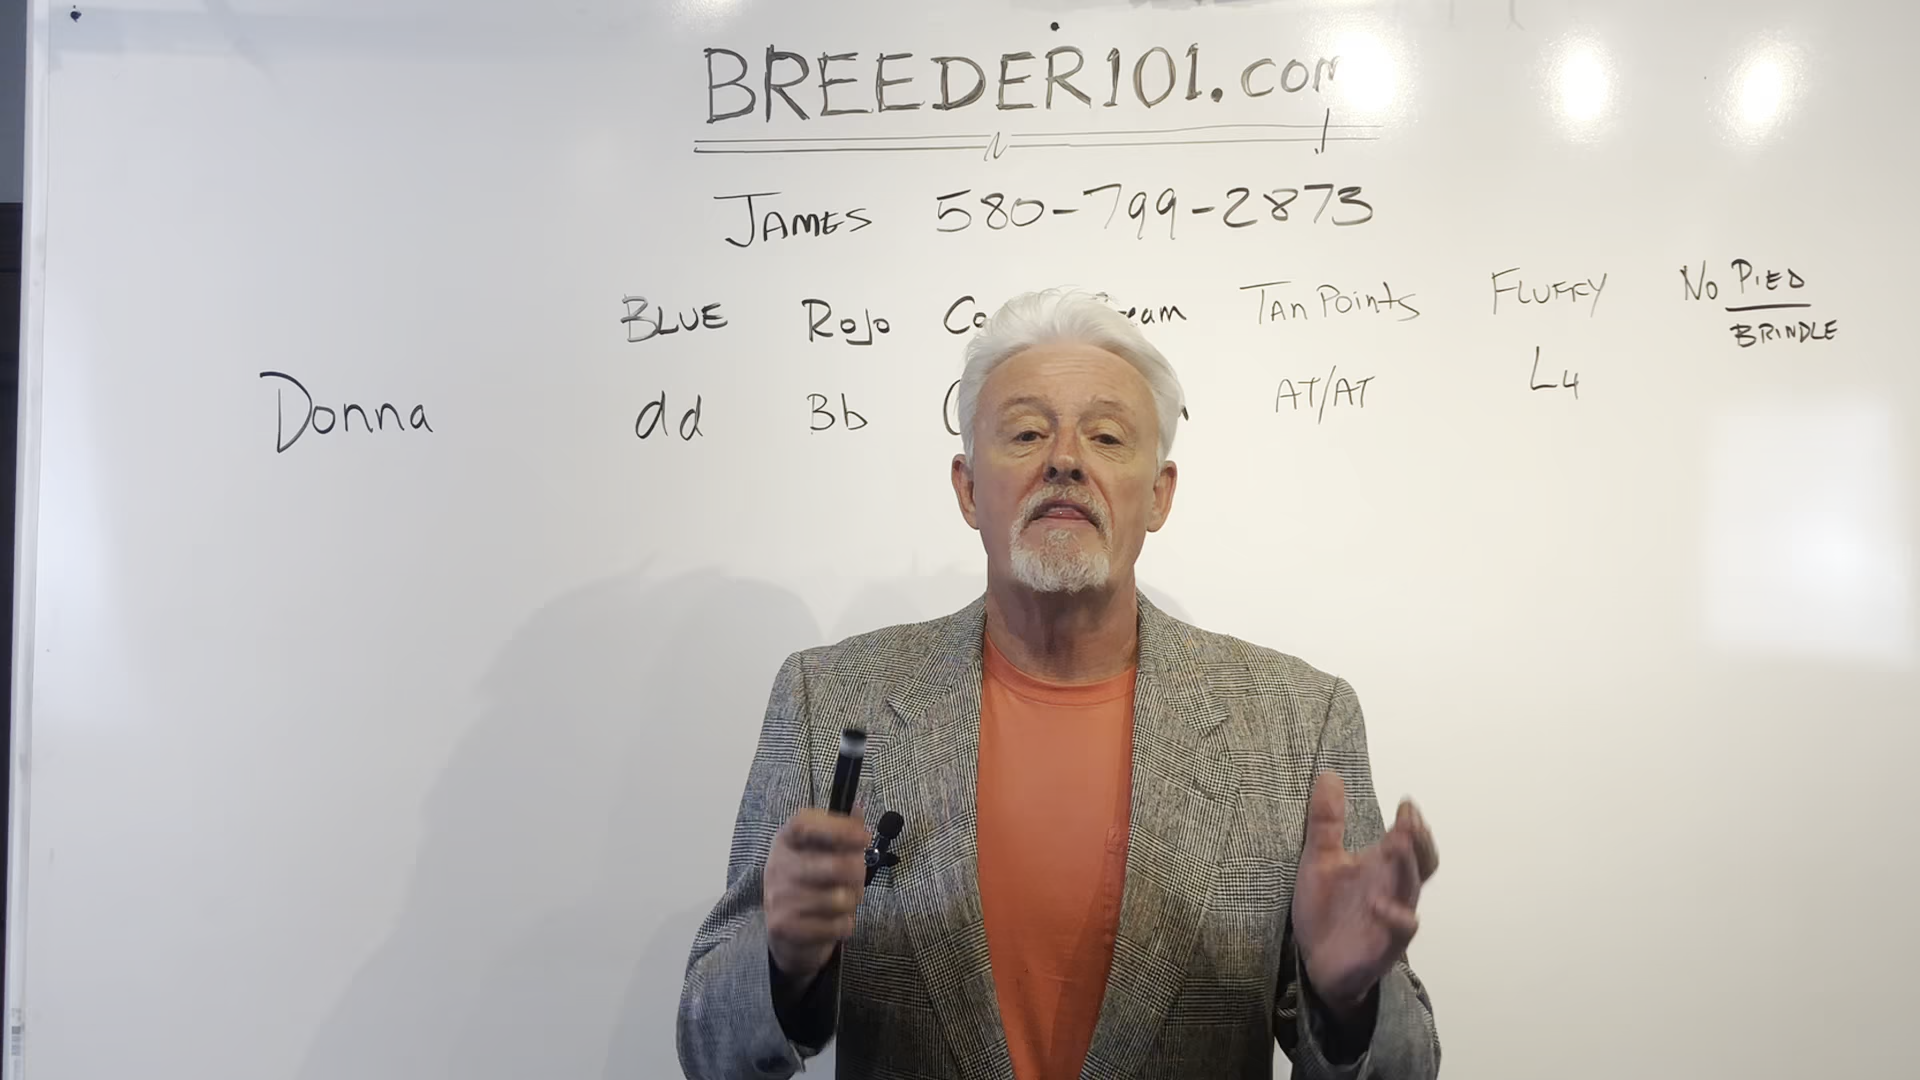 BREEDER101.com
JAMES 580-799-2873
BLUE ROJO TAN POINTS FLUFFY NO PIED
BRINDLE
Donna dd Bb AT/AT L4